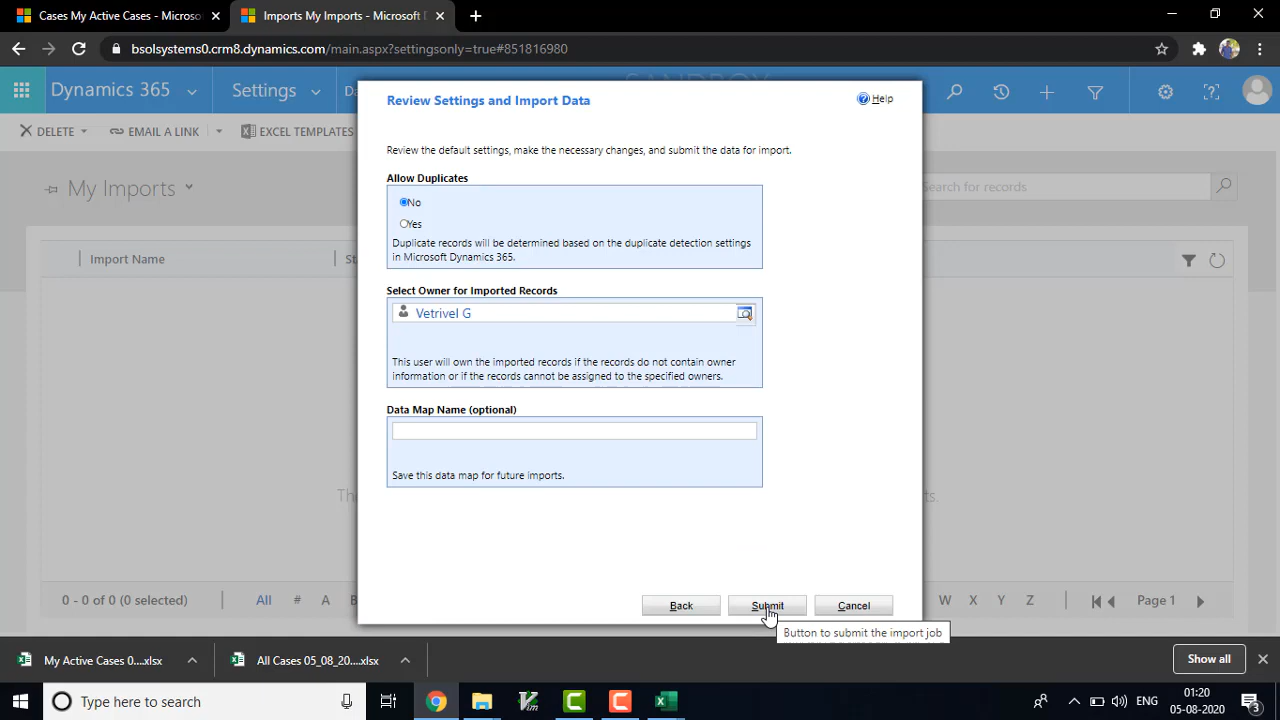 Cases My Active Cases - Microso
Imports My Imports - Microsoft D
bsolsystems0.crm8.dynamics.com/main.aspx?settingsonly=true#851816980
Dynamics 365
Settings
Da
SANDBOX
DELETE
EMAIL A LINK
EXCEL TEMPLATES
My Imports
Search for records
Import Name
St
Review Settings and Import Data
Help
Review the default settings, make the necessary changes, and submit the data for import.
Allow Duplicates
No
Yes
Duplicate records will be determined based on the duplicate detection settings
in Microsoft Dynamics 365.
Select Owner for Imported Records
Vetrivel G
This user will own the imported records if the records do not contain owner
information or if the records cannot be assigned to the specified owners.
Data Map Name (optional)
Save this data map for future imports.
Back
Submit
Cancel
Button to submit the import job
0 - 0 of 0 (0 selected)
All
#
A
B
W
X
Y
Z
Page 1
My Active Cases 0....xlsx
All Cases 05_08_20....xlsx
Show all
Type here to search
ENG
01:20
05-08-2020
3